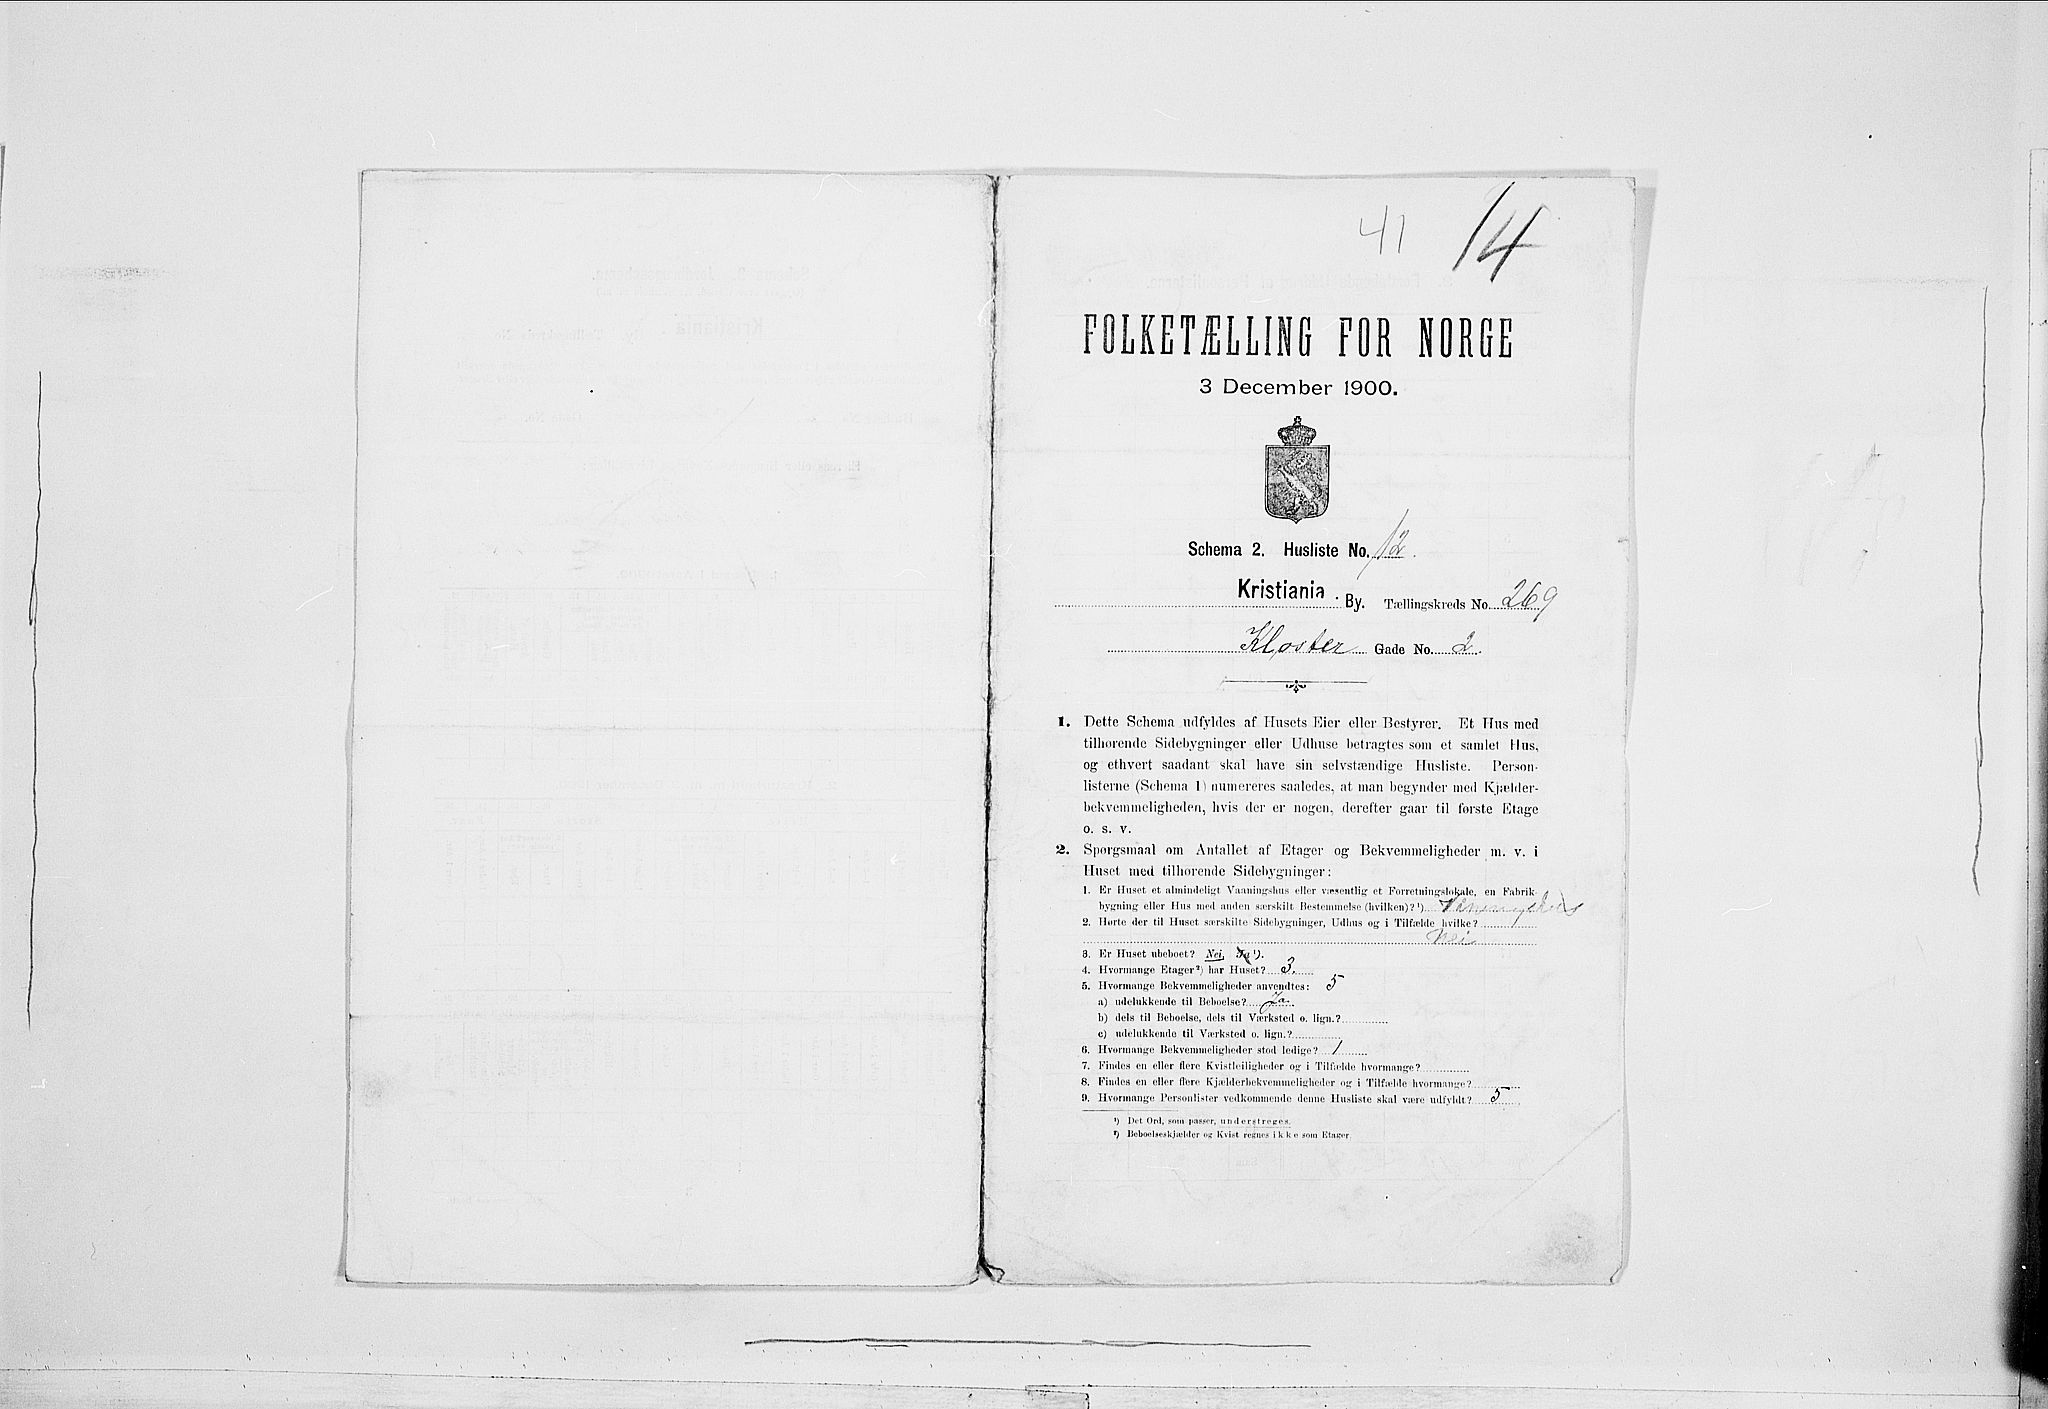 41 14
FOLKETÆLLING FOR NORGE
3 December 1900.
Schema 2. Husliste No. 12.
Kristiania. By. Tællingskreds No. 269
Kloster Gade No. 2.
1. Dette Schema udfyldes af Husets Eier eller Bestyrer. Et Hus med
tilhørende Sidebygninger eller Udhuse betragtes som et samlet Hus,
og ethvert saadant skal have sin selvstændige Husliste. Person-
listerne (Schema 1) numereres saaledes, at man begynder med Kjælder-
bekvemmeligheden, hvis der er nogen, derefter gaar til første Etage
o. s. v.
2. Spørgsmaal om Antallet af Etager og Bekvemmeligheder m. v. i
Huset med tilhørende Sidebygninger:
1. Er Huset et almindeligt Vaaningshus eller væsentlig et Forretningslokale, en Fabrik-
bygning eller Hus med anden særskilt Bestemmelse (hvilken)?¹)
2. Hørte der til Huset særskilte Sidebygninger, Udhus og i Tilfælde hvilke?
Nei
3. Er Huset ubeboet? Nei, Ja¹).
4. Hvormange Etager²) har Huset? 3.
5. Hvormange Bekvemmeligheder anvendtes: 5
a) udelukkende til Beboelse? Ja.
b) dels til Beboelse, dels til Værksted o. lign.?
c) udelukkende til Værksted o. lign.?
6. Hvormange Bekvemmeligheder stod ledige? 1
7. Findes en eller flere Kvistleiligheder og i Tilfælde hvormange?
8. Findes en eller flere Kjælderbekvemmeligheder og i Tilfælde hvormange?
9. Hvormange Personlister vedkommende denne Husliste skal være udfyldt? 5
¹) Det Ord, som passer, understreges.
²) Beboelseskjælder og Kvist regnes ikke som Etager.